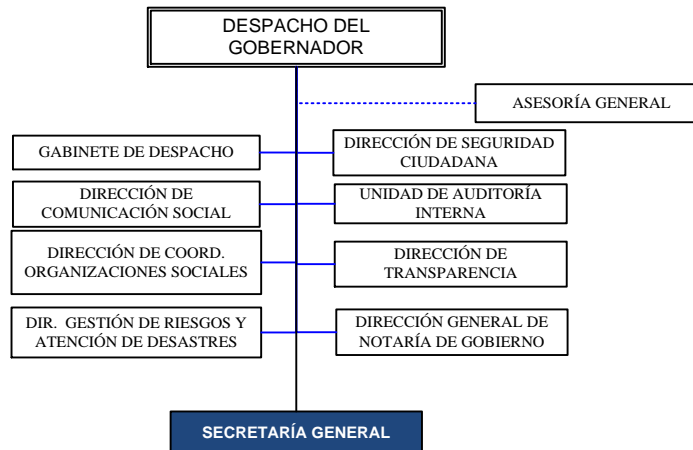 DESPACHO DEL
GOBERNADOR
ASESORÍA GENERAL
GABINETE DE DESPACHO
DIRECCIÓN DE SEGURIDAD
CIUDADANA
DIRECCIÓN DE
COMUNICACIÓN SOCIAL
UNIDAD DE AUDITORÍA
INTERNA
DIRECCIÓN DE COORD.
ORGANIZACIONES SOCIALES
DIRECCIÓN DE
TRANSPARENCIA
DIR. GESTIÓN DE RIESGOS Y
ATENCIÓN DE DESASTRES
DIRECCIÓN GENERAL DE
NOTARÍA DE GOBIERNO
SECRETARÍA GENERAL